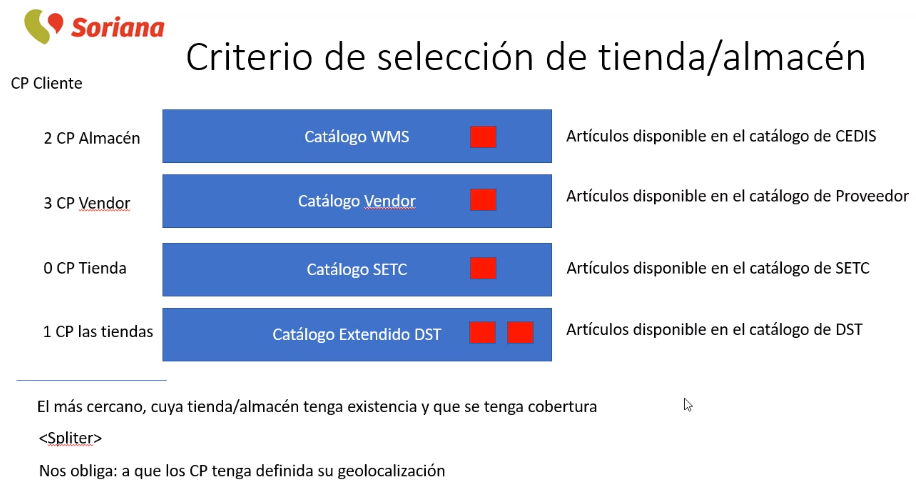 Soriana
Criterio de selección de tienda/almacén
CP Cliente
2 CP Almacén Catálogo WMS Artículos disponible en el catálogo de CEDIS
3 CP Vendor Catálogo Vendor Artículos disponible en el catálogo de Proveedor
0 CP Tienda Catálogo SETC Artículos disponible en el catálogo de SETC
1 CP las tiendas Catálogo Extendido DST Artículos disponible en el catálogo de DST
El más cercano, cuya tienda/almacén tenga existencia y que se tenga cobertura
<Spliter>
Nos obliga: a que los CP tenga definida su geolocalización